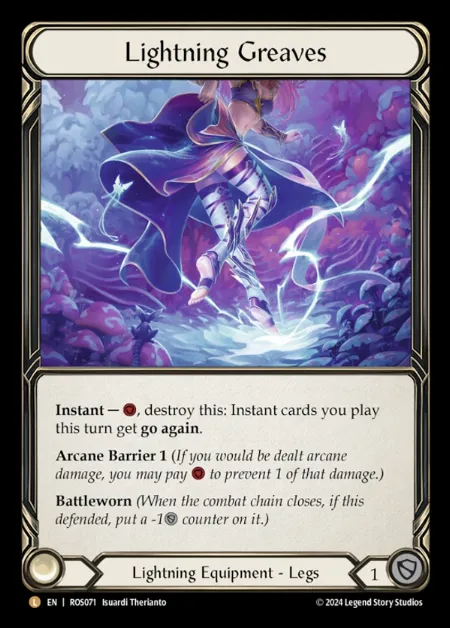 Lightning Greaves
Instant — , destroy this: Instant cards you play
this turn get go again.
Arcane Barrier 1 (If you would be dealt arcane
damage, you may pay to prevent 1 of that damage.)
Battleworn (When the combat chain closes, if this
defended, put a -1 counter on it.)
Lightning Equipment - Legs
1
L EN | ROS071 Isuardi Therianto
© 2024 Legend Story Studios